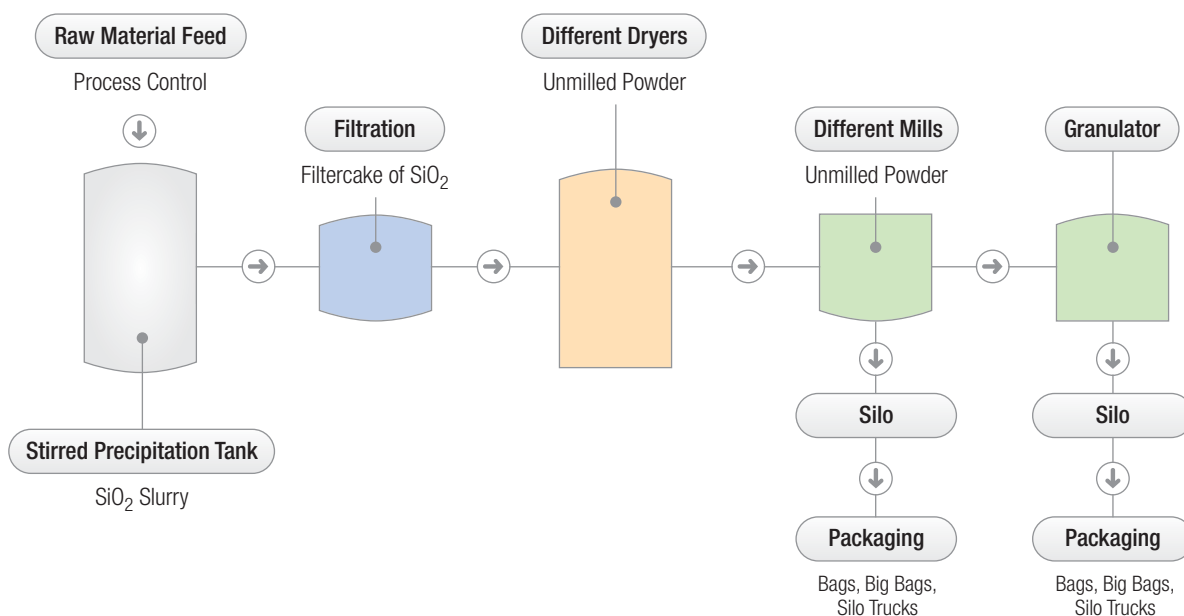 Raw Material Feed
Process Control
Stirred Precipitation Tank
SiO₂ Slurry
Filtration
Filtercake of SiO₂
Different Dryers
Unmilled Powder
Different Mills
Unmilled Powder
Silo
Packaging
Bags, Big Bags,
Silo Trucks
Granulator
Silo
Packaging
Bags, Big Bags,
Silo Trucks